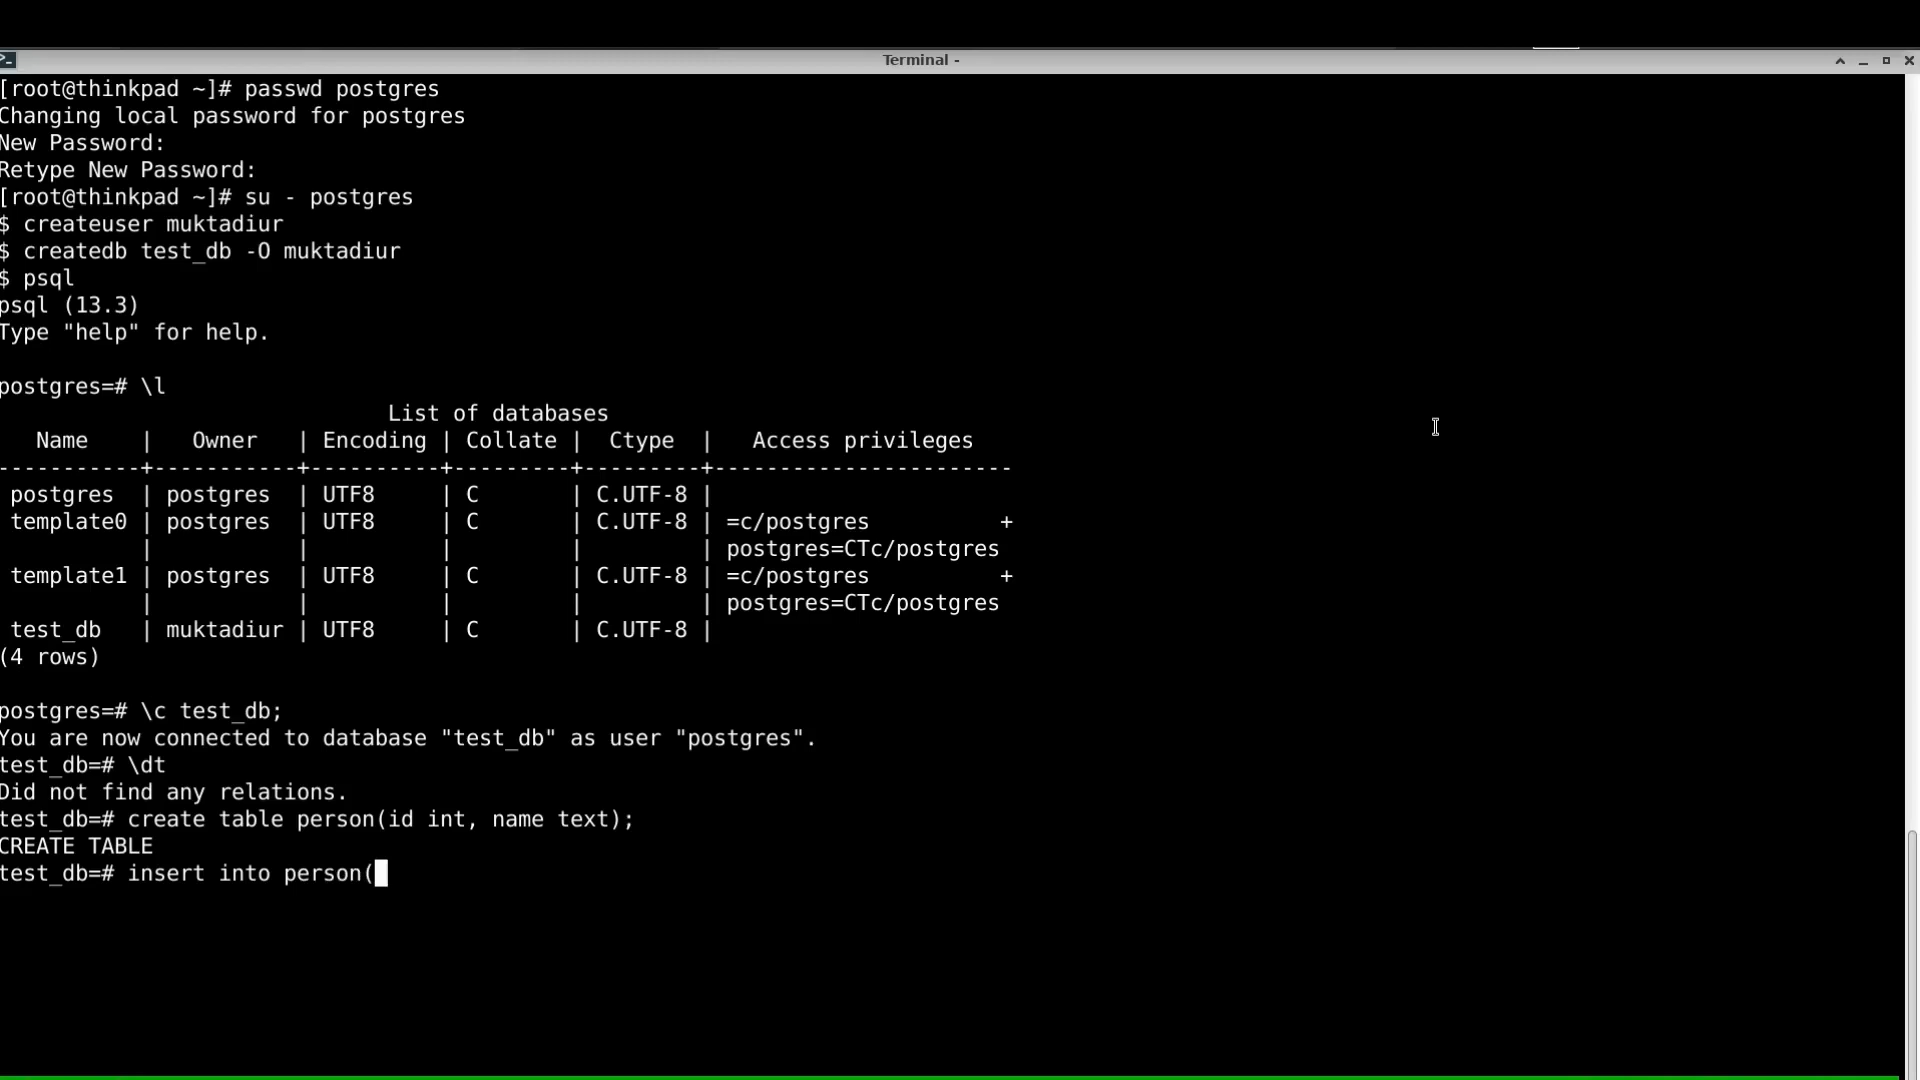 Terminal -
[root@thinkpad ~]# passwd postgres
Changing local password for postgres
New Password:
Retype New Password:
[root@thinkpad ~]# su - postgres
$ createuser muktadiur
$ createdb test_db -O muktadiur
$ psql
psql (13.3)
Type "help" for help.

postgres=# \l
                              List of databases
   Name    |   Owner   | Encoding | Collate |  Ctype  |   Access privileges
-----------+-----------+----------+---------+---------+-----------------------
 postgres  | postgres  | UTF8     | C       | C.UTF-8 |
 template0 | postgres  | UTF8     | C       | C.UTF-8 | =c/postgres          +
           |           |          |         |         | postgres=CTc/postgres
 template1 | postgres  | UTF8     | C       | C.UTF-8 | =c/postgres          +
           |           |          |         |         | postgres=CTc/postgres
 test_db   | muktadiur | UTF8     | C       | C.UTF-8 |
(4 rows)

postgres=# \c test_db;
You are now connected to database "test_db" as user "postgres".
test_db=# \dt
Did not find any relations.
test_db=# create table person(id int, name text);
CREATE TABLE
test_db=# insert into person(